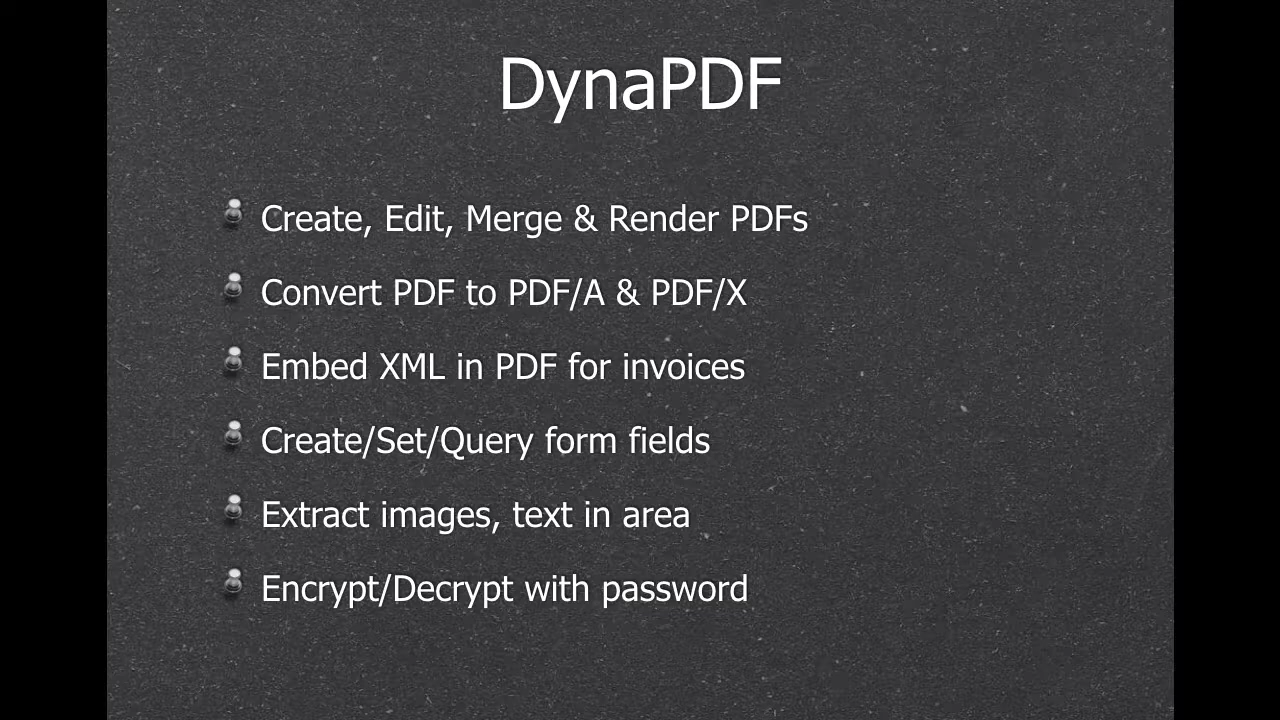 DynaPDF
Create, Edit, Merge & Render PDFs
Convert PDF to PDF/A & PDF/X
Embed XML in PDF for invoices
Create/Set/Query form fields
Extract images, text in area
Encrypt/Decrypt with password